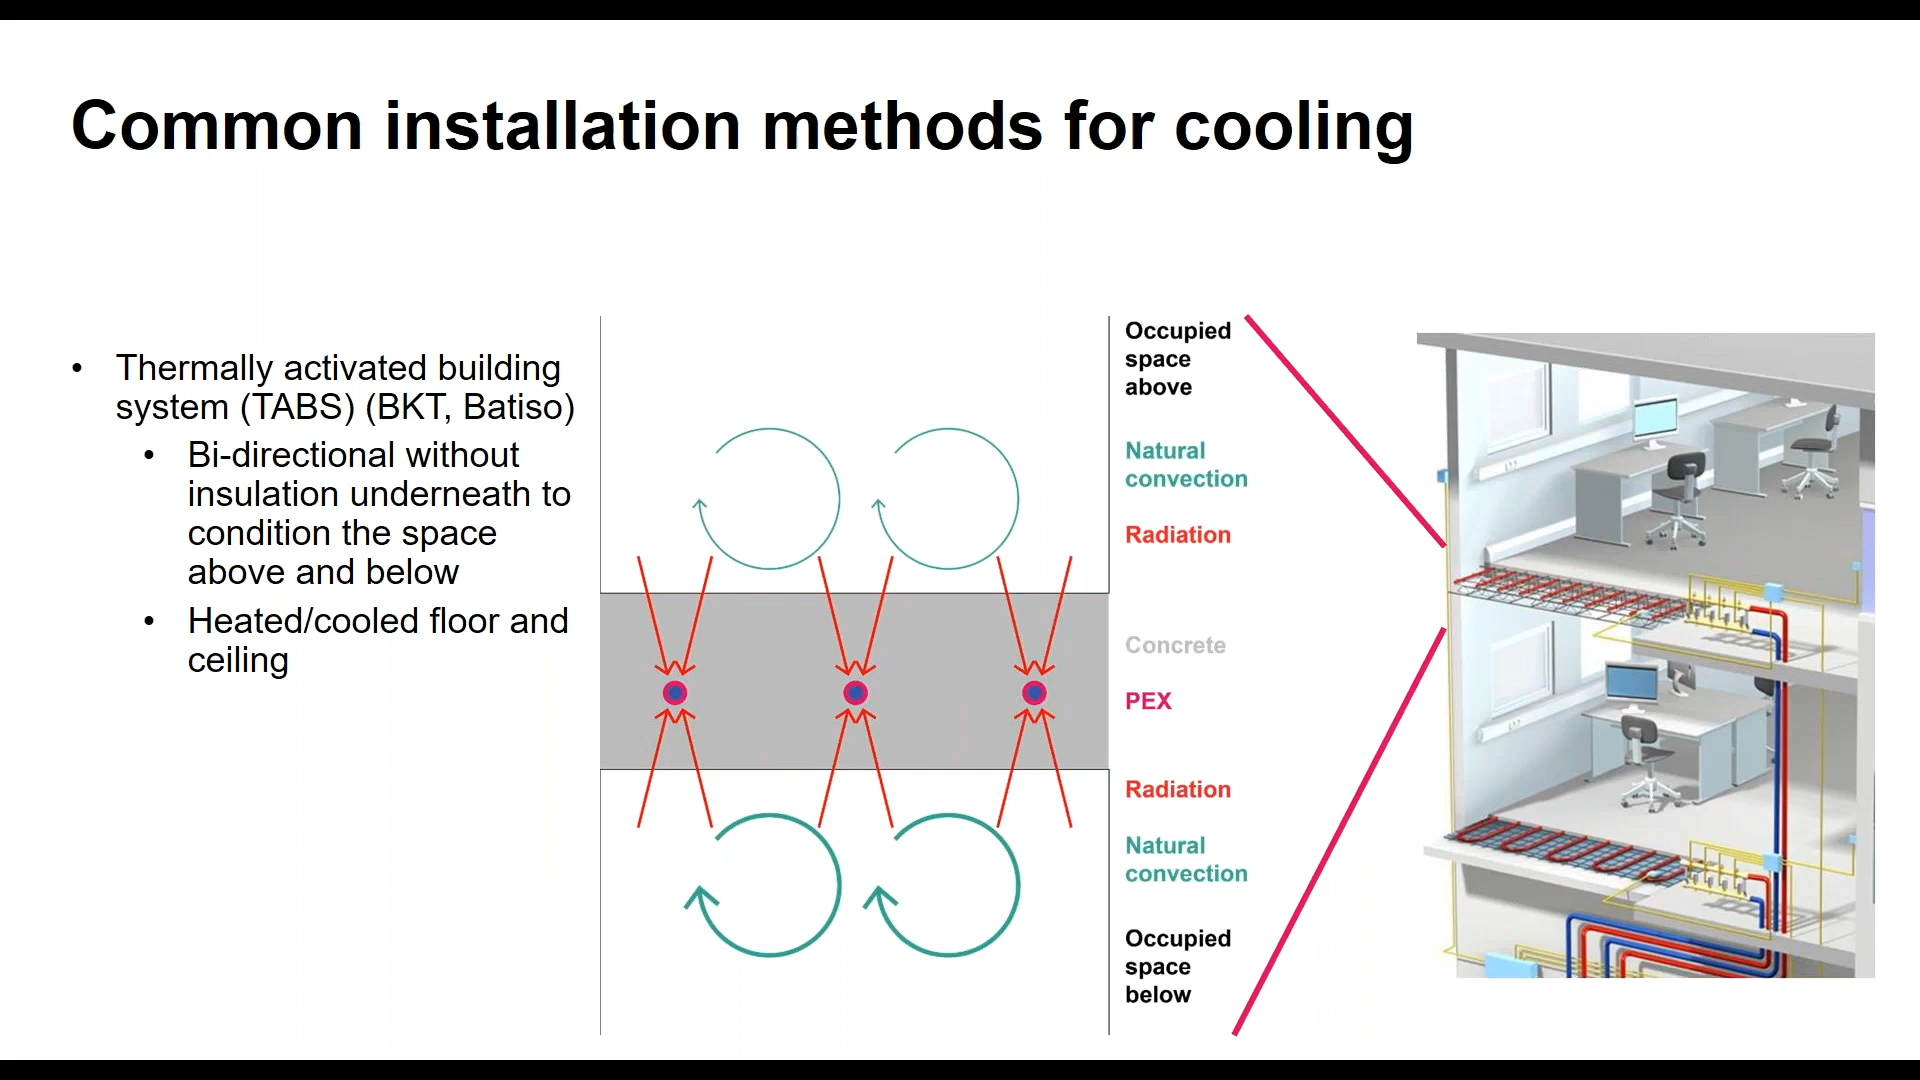 Common installation methods for cooling
• Thermally activated building
system (TABS) (BKT, Batiso)
• Bi-directional without
insulation underneath to
condition the space
above and below
• Heated/cooled floor and
ceiling
Occupied
space
above
Natural
convection
Radiation
Concrete
PEX
Radiation
Natural
convection
Occupied
space
below